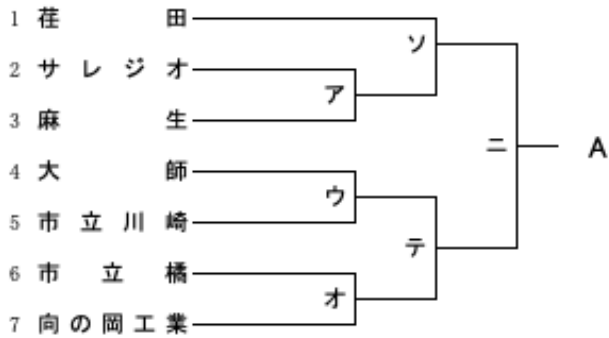 1 荏田
ソ
2 サレジオ
ア
3 麻生
ニ A
4 大師
ウ
5 市立川崎
テ
6 市立橘
オ
7 向の岡工業